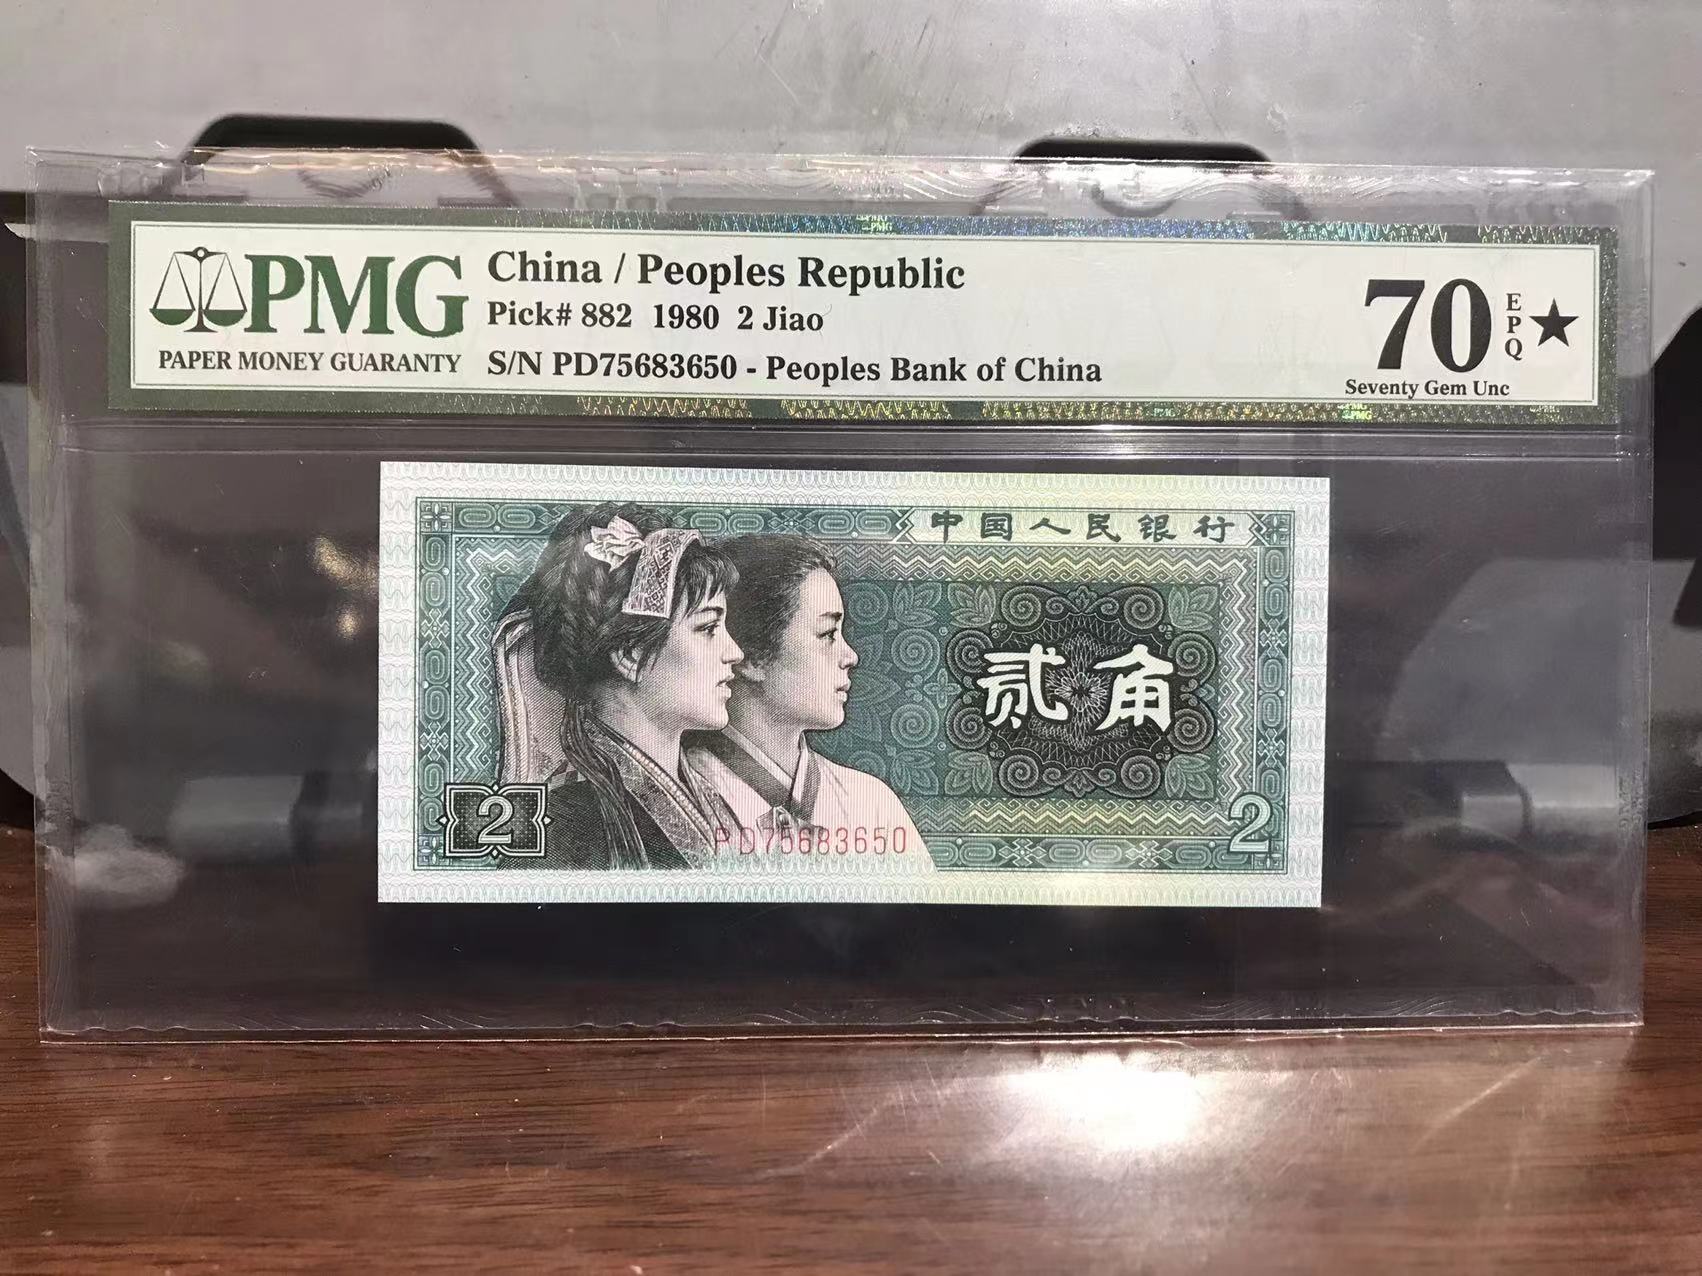 PMG
PAPER MONEY GUARANTY
China / Peoples Republic
Pick# 882 1980 2 Jiao
S/N PD75683650 - Peoples Bank of China
70 EPQ ★
Seventy Gem Unc
中国人民银行
贰角
2
2
PD75683650